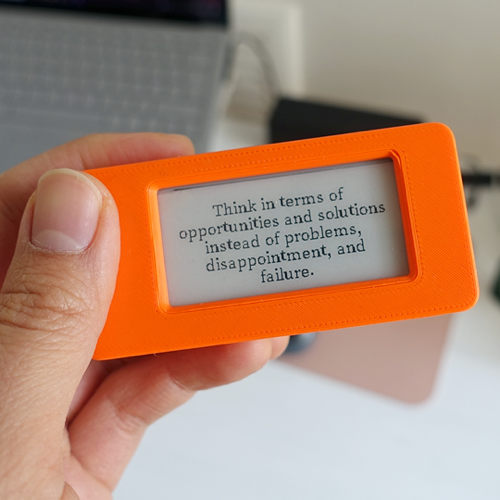 Think in terms of
opportunities and solutions
instead of problems,
disappointment, and
failure.